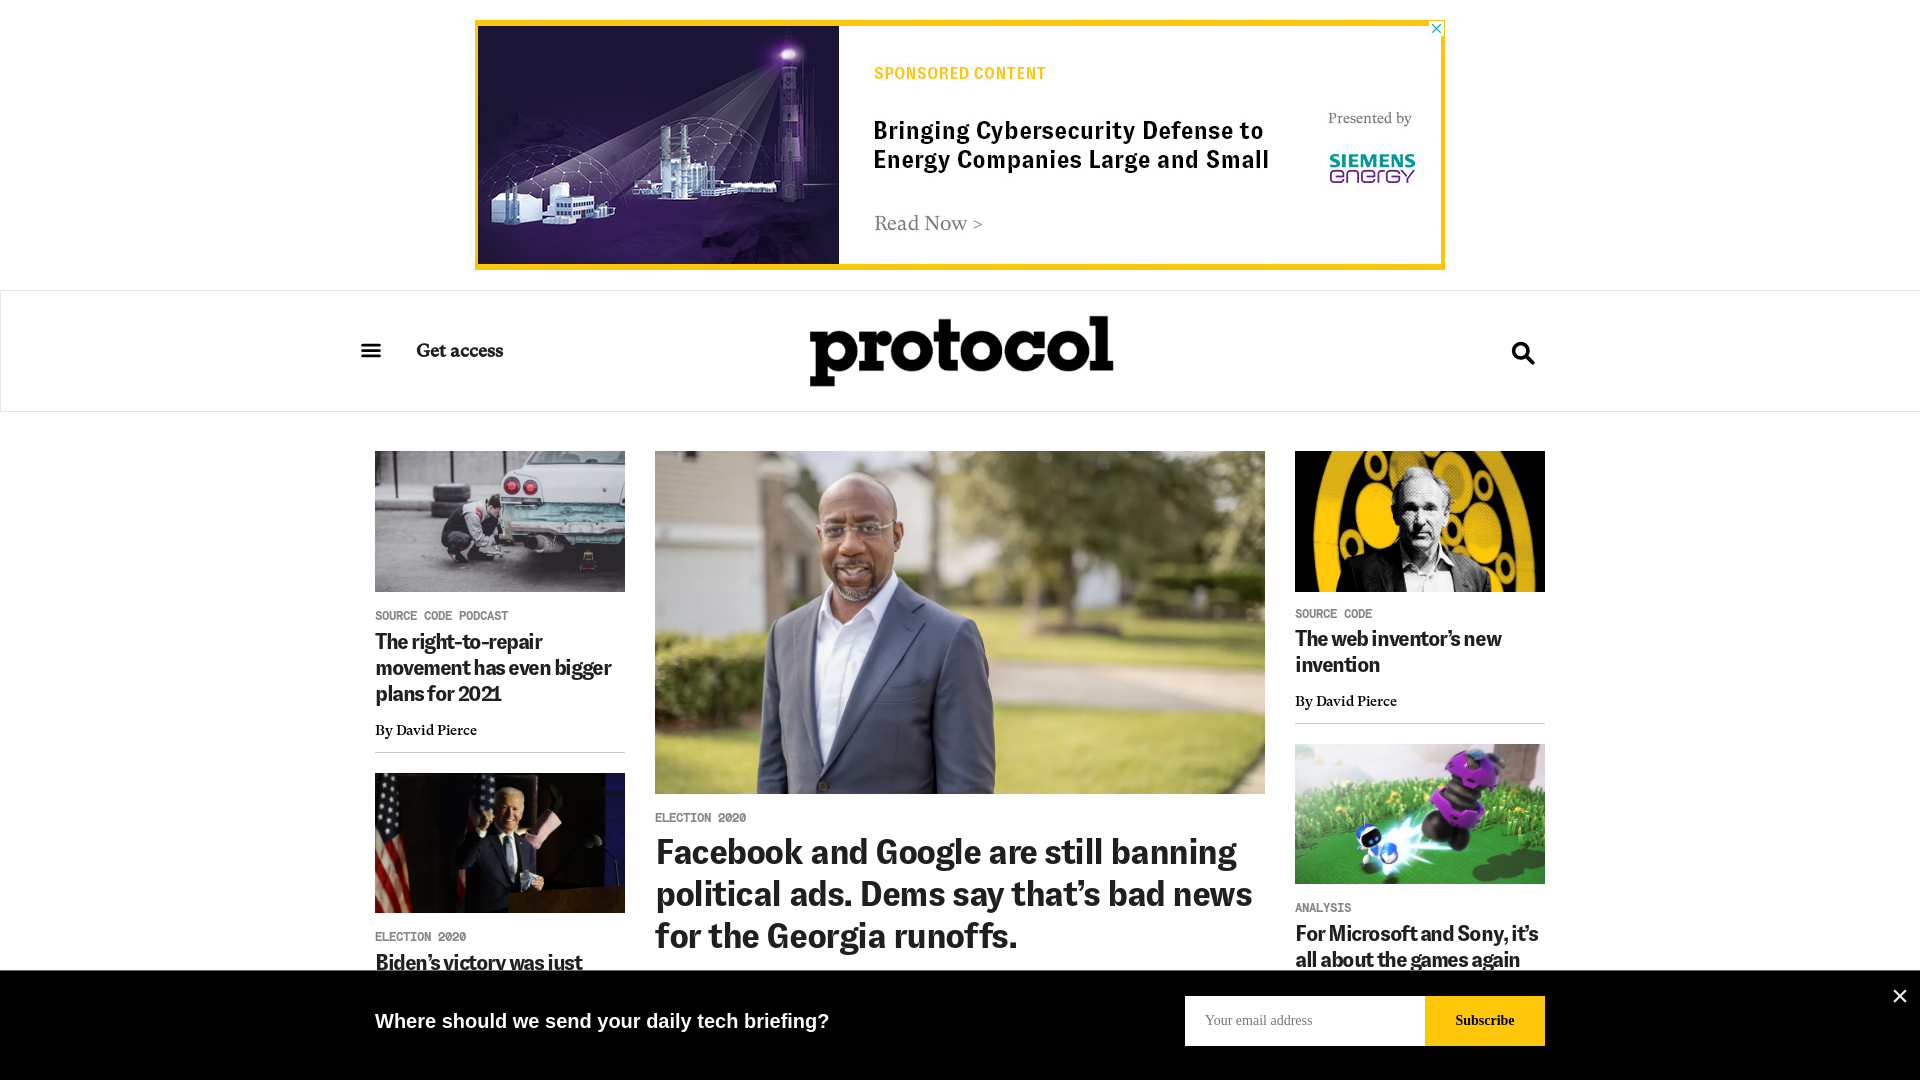 SPONSORED CONTENT
Bringing Cybersecurity Defense to
Energy Companies Large and Small
Read Now >
Presented by
SIEMENS
energy
Get access
protocol
SOURCE CODE PODCAST
The right-to-repair
movement has even bigger
plans for 2021
By David Pierce
ELECTION 2020
Biden’s victory was just
ELECTION 2020
Facebook and Google are still banning
political ads. Dems say that’s bad news
for the Georgia runoffs.
SOURCE CODE
The web inventor’s new
invention
By David Pierce
ANALYSIS
For Microsoft and Sony, it’s
all about the games again
Where should we send your daily tech briefing?
Your email address
Subscribe